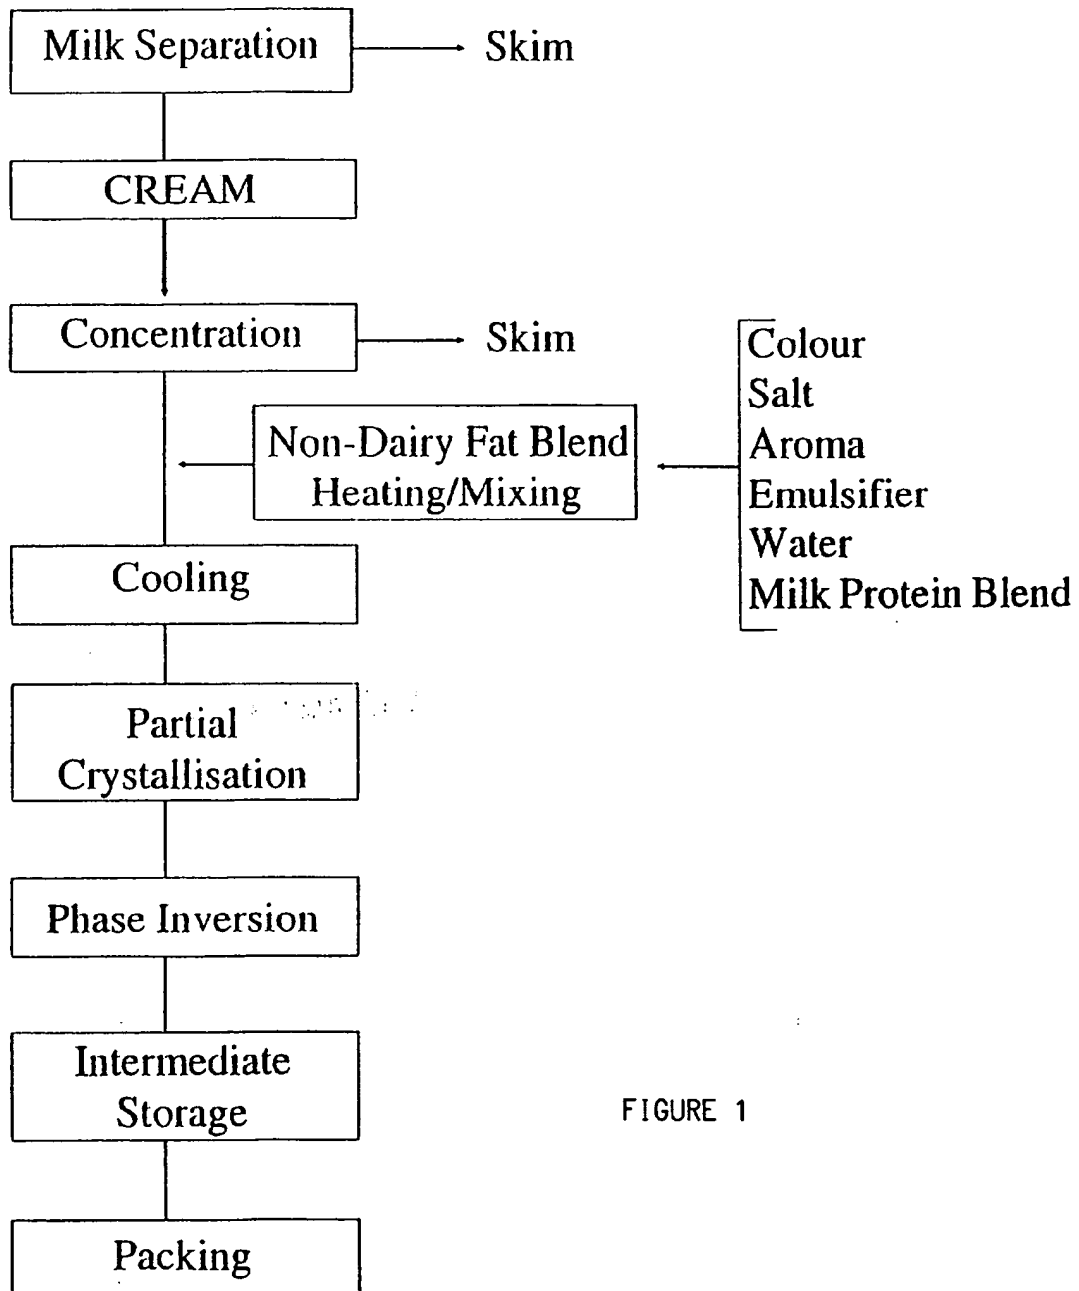 Milk Separation
Skim
CREAM
Concentration
Skim
Non-Dairy Fat Blend
Heating/Mixing
Colour
Salt
Aroma
Emulsifier
Water
Milk Protein Blend
Cooling
Partial
Crystallisation
Phase Inversion
Intermediate
Storage
FIGURE 1
Packing